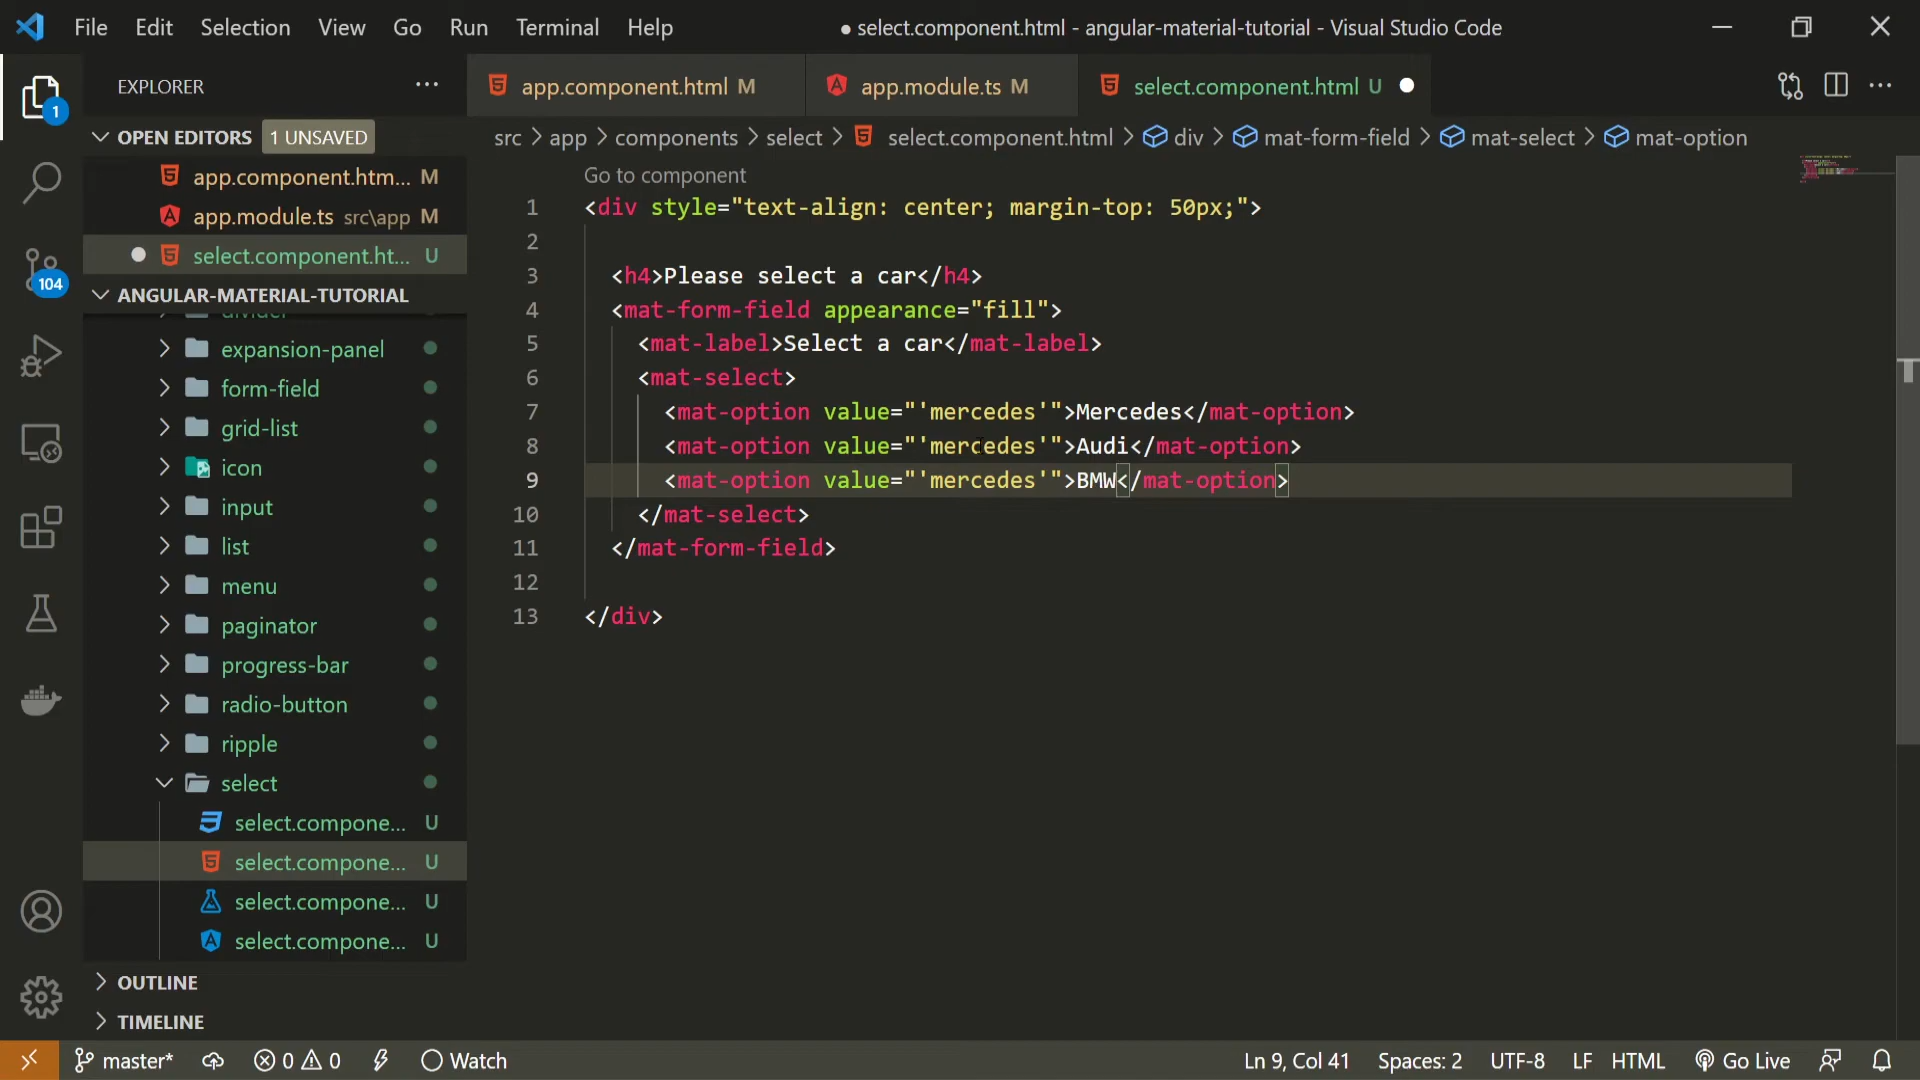 File Edit Selection View Go Run Terminal Help
● select.component.html - angular-material-tutorial - Visual Studio Code
EXPLORER
OPEN EDITORS 1 UNSAVED
app.component.htm... M
app.module.ts src\app M
select.component.ht... U
ANGULAR-MATERIAL-TUTORIAL
divider
expansion-panel
form-field
grid-list
icon
input
list
menu
paginator
progress-bar
radio-button
ripple
select
select.compone... U
select.compone... U
select.compone... U
select.compone... U
OUTLINE
TIMELINE
1
104
app.component.html M
app.module.ts M
select.component.html U
src > app > components > select > select.component.html > div > mat-form-field > mat-select > mat-option
Go to component
1 <div style="text-align: center; margin-top: 50px;">
2
3 <h4>Please select a car</h4>
4 <mat-form-field appearance="fill">
5 <mat-label>Select a car</mat-label>
6 <mat-select>
7 <mat-option value="'mercedes'">Mercedes</mat-option>
8 <mat-option value="'mercedes'">Audi</mat-option>
9 <mat-option value="'mercedes'">BMW</mat-option>
10 </mat-select>
11 </mat-form-field>
12
13 </div>
master* 0 0 Watch
Ln 9, Col 41 Spaces: 2 UTF-8 LF HTML Go Live